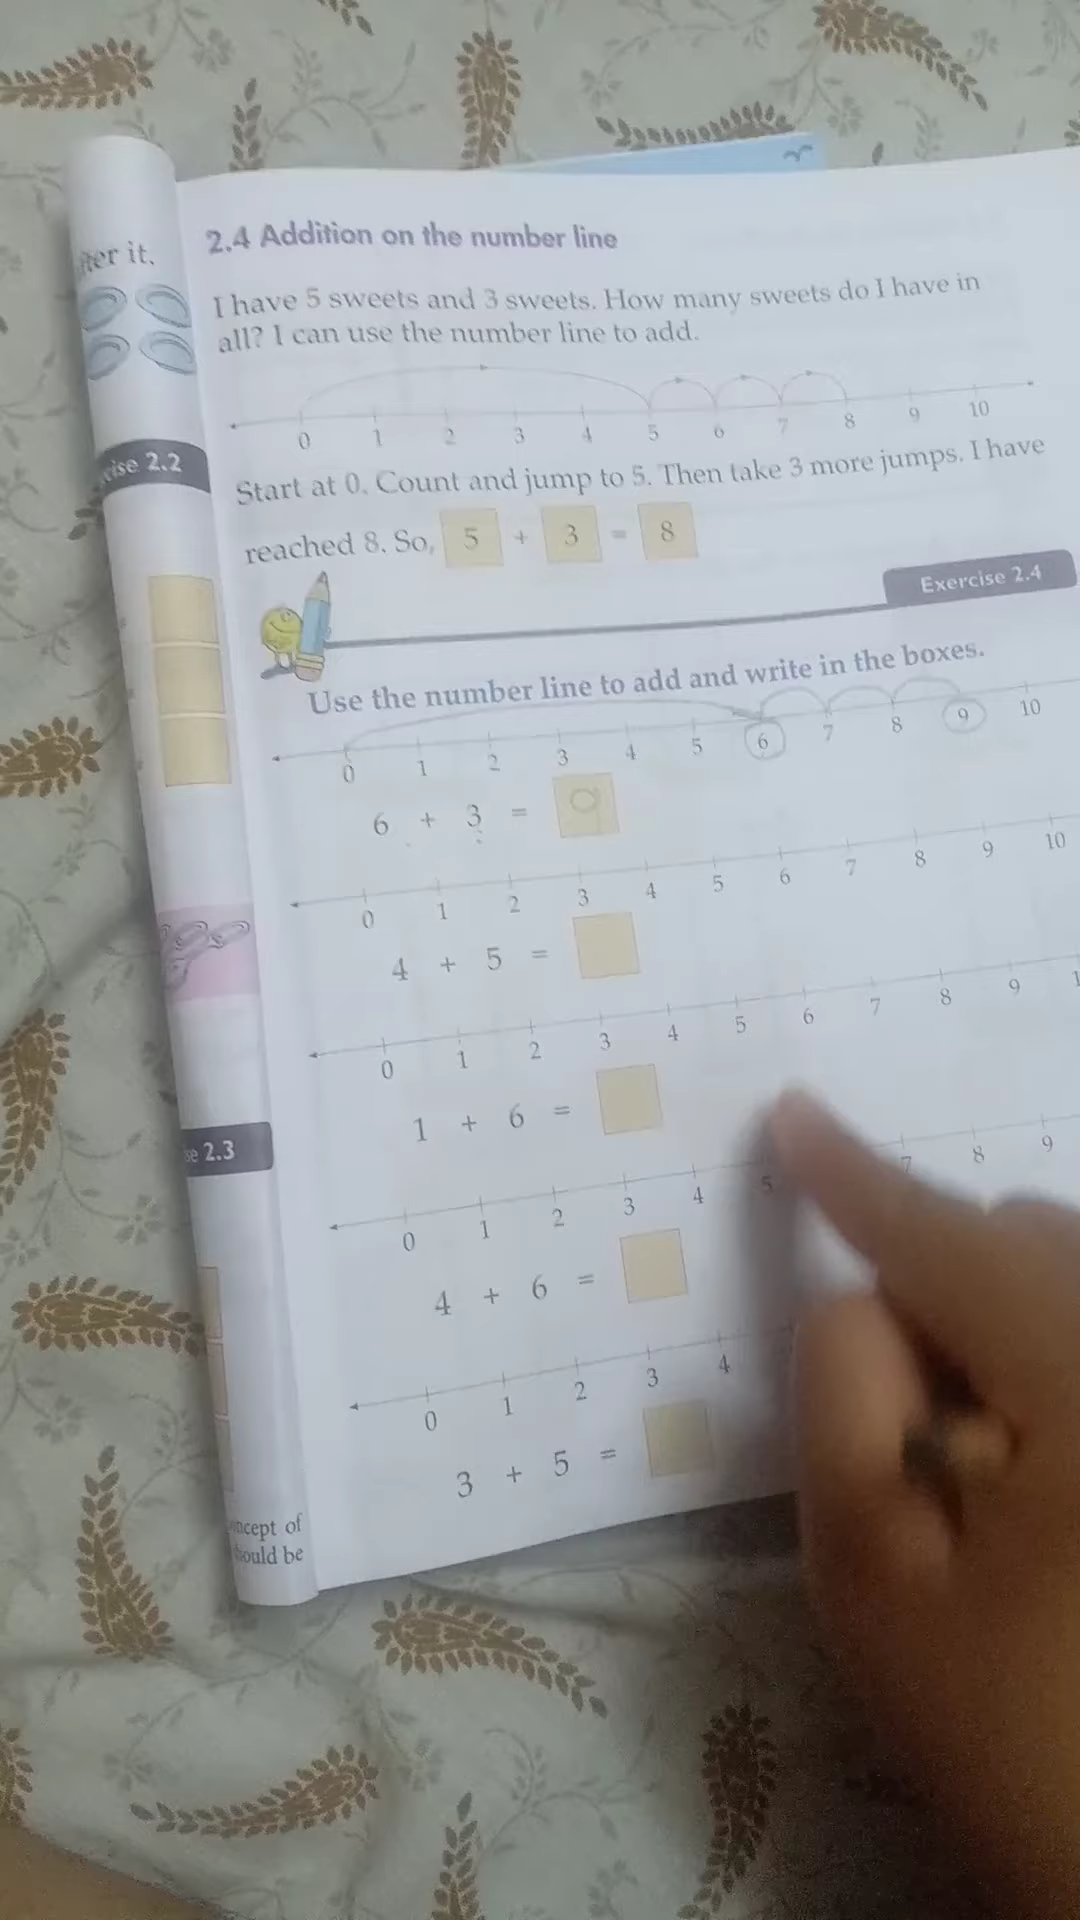 ter it.
2.4 Addition on the number line
I have 5 sweets and 3 sweets. How many sweets do I have in
all? I can use the number line to add.
0 1 2 3 4 5 6 7 8 9 10
2.2
Start at 0. Count and jump to 5. Then take 3 more jumps. I have
reached 8. So, 5 + 3 = 8
Exercise 2.4
Use the number line to add and write in the boxes.
0 1 2 3 4 5 6 7 8 9 10
6 + 3 = 9
0 1 2 3 4 5 6 7 8 9 10
4 + 5 =
0 1 2 3 4 5 6 7 8 9 1
1 + 6 =
se 2.3
0 1 2 3 4 5 7 8 9
4 + 6 =
0 1 2 3 4
3 + 5 =
ncept of
ould be